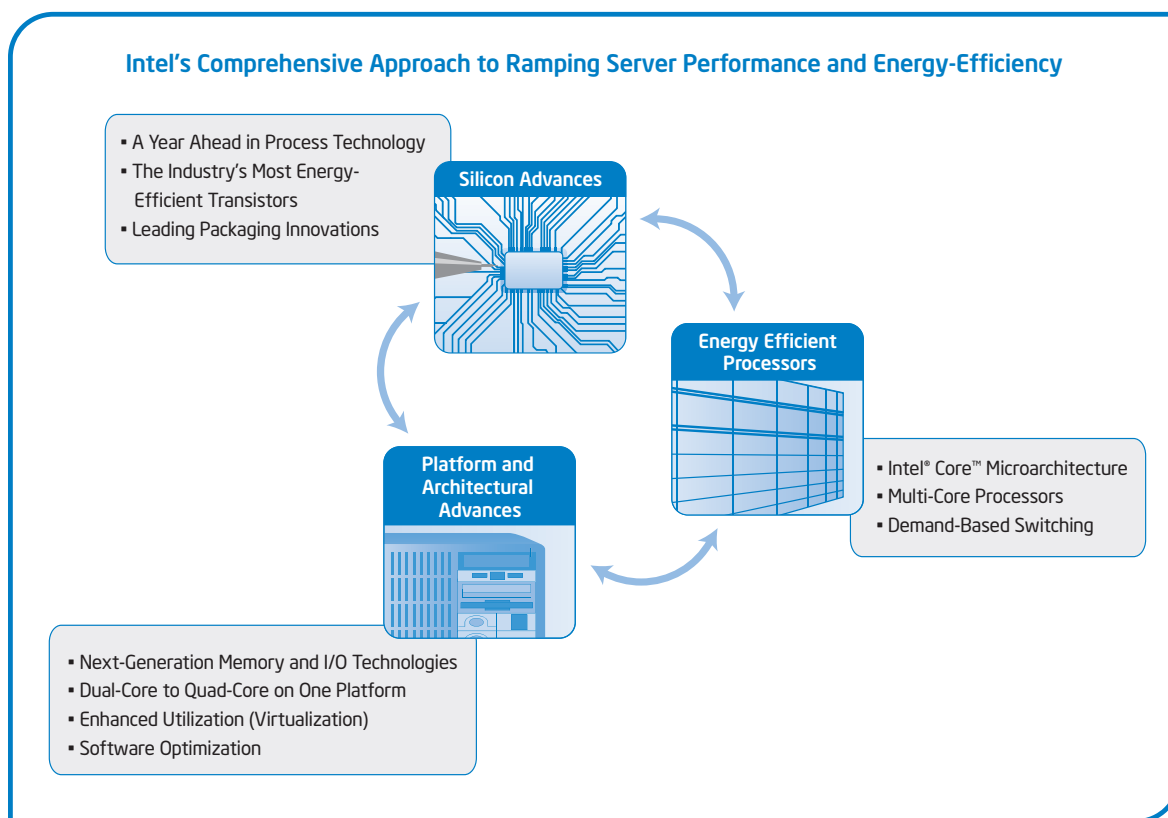 Intel's Comprehensive Approach to Ramping Server Performance and Energy-Efficiency
▪ A Year Ahead in Process Technology
▪ The Industry's Most Energy-
Efficient Transistors
▪ Leading Packaging Innovations
Silicon Advances
Energy Efficient
Processors
▪ Intel® Core™ Microarchitecture
▪ Multi-Core Processors
▪ Demand-Based Switching
Platform and
Architectural
Advances
▪ Next-Generation Memory and I/O Technologies
▪ Dual-Core to Quad-Core on One Platform
▪ Enhanced Utilization (Virtualization)
▪ Software Optimization